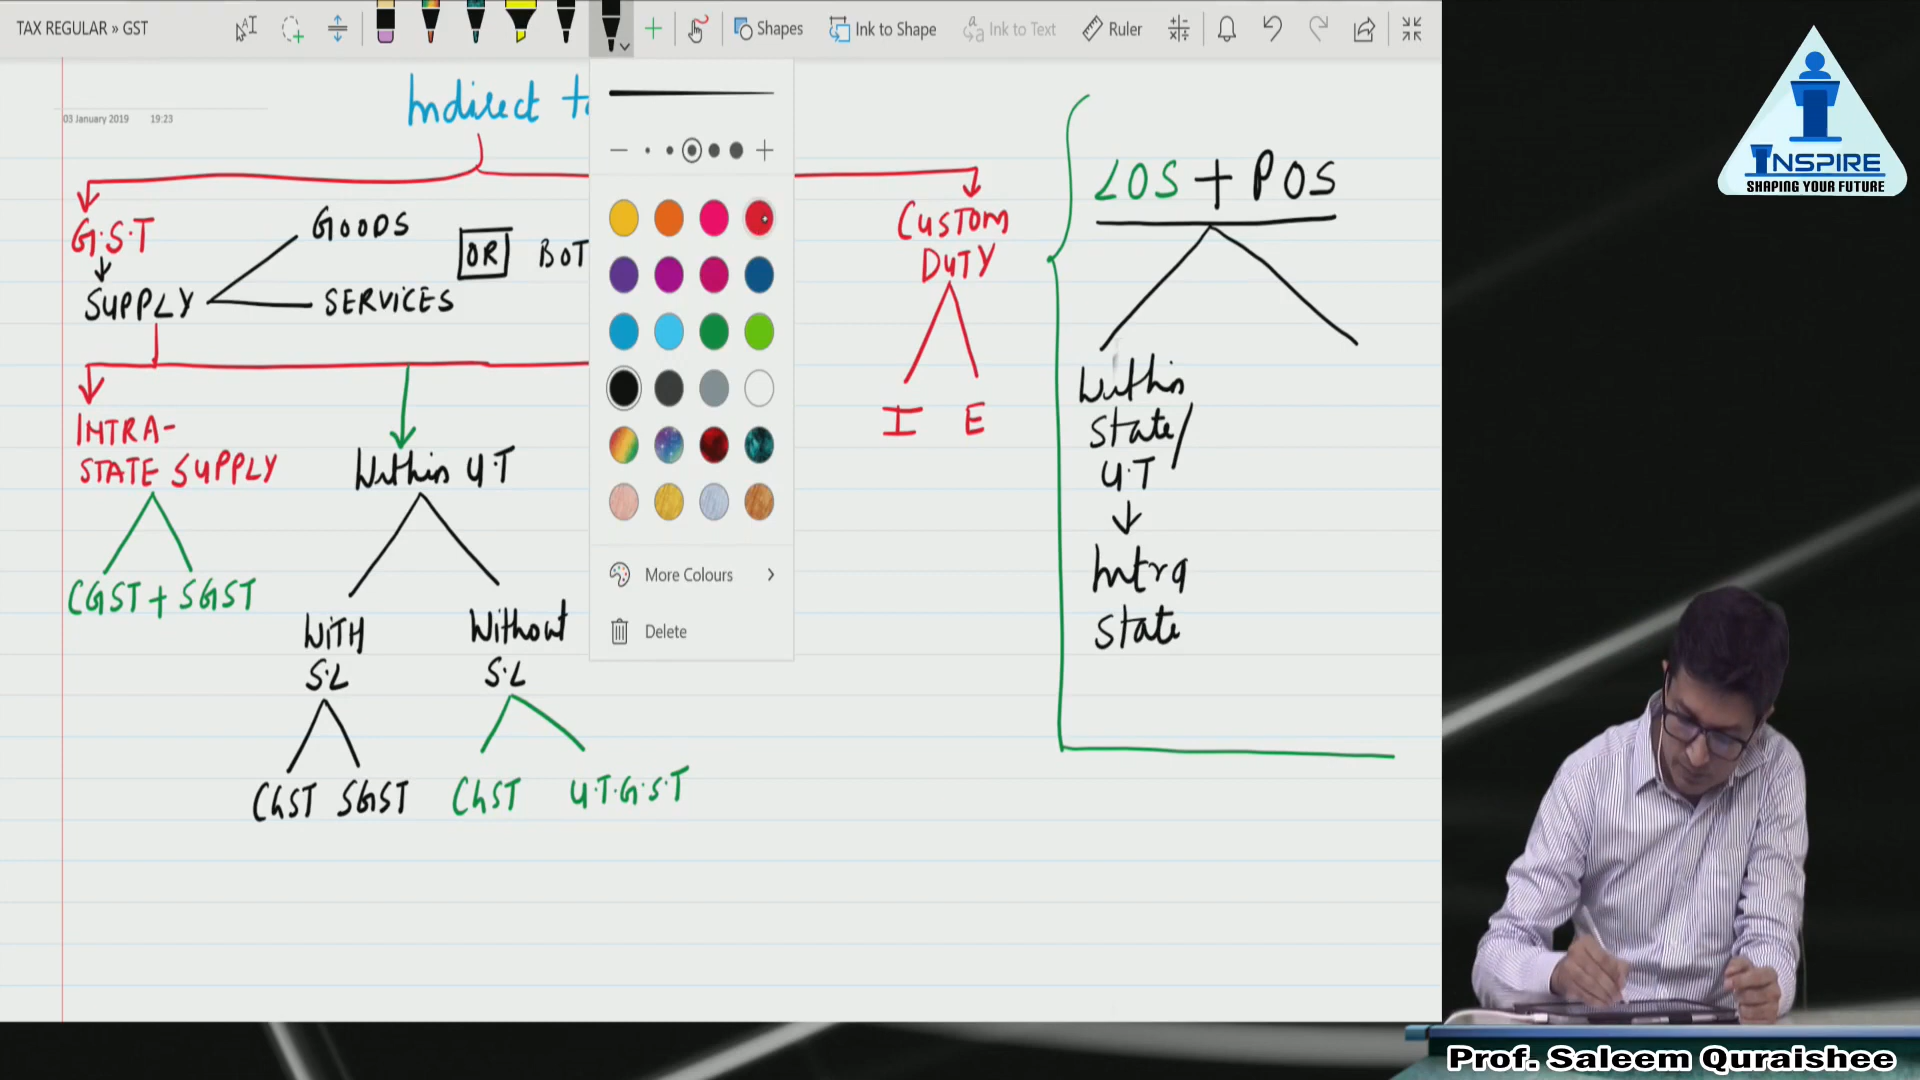 TAX REGULAR » GST
Shapes
Ink to Shape
Ink to Text
Ruler
03 January 2019 19:23
Indirect
G.S.T
SUPPLY
GOODS
SERVICES
OR
BOT
CUSTOM
DUTY
I E
INTRA-
STATE SUPPLY
CGST + SGST
Within U.T
WITH
S.L
Without
S.L
CGST SGST
CGST U.T.G.S.T
More Colours
Delete
LOS + POS
Within
State/
U.T
Intra
State
INSPIRE
SHAPING YOUR FUTURE
Prof. Saleem Quraishee